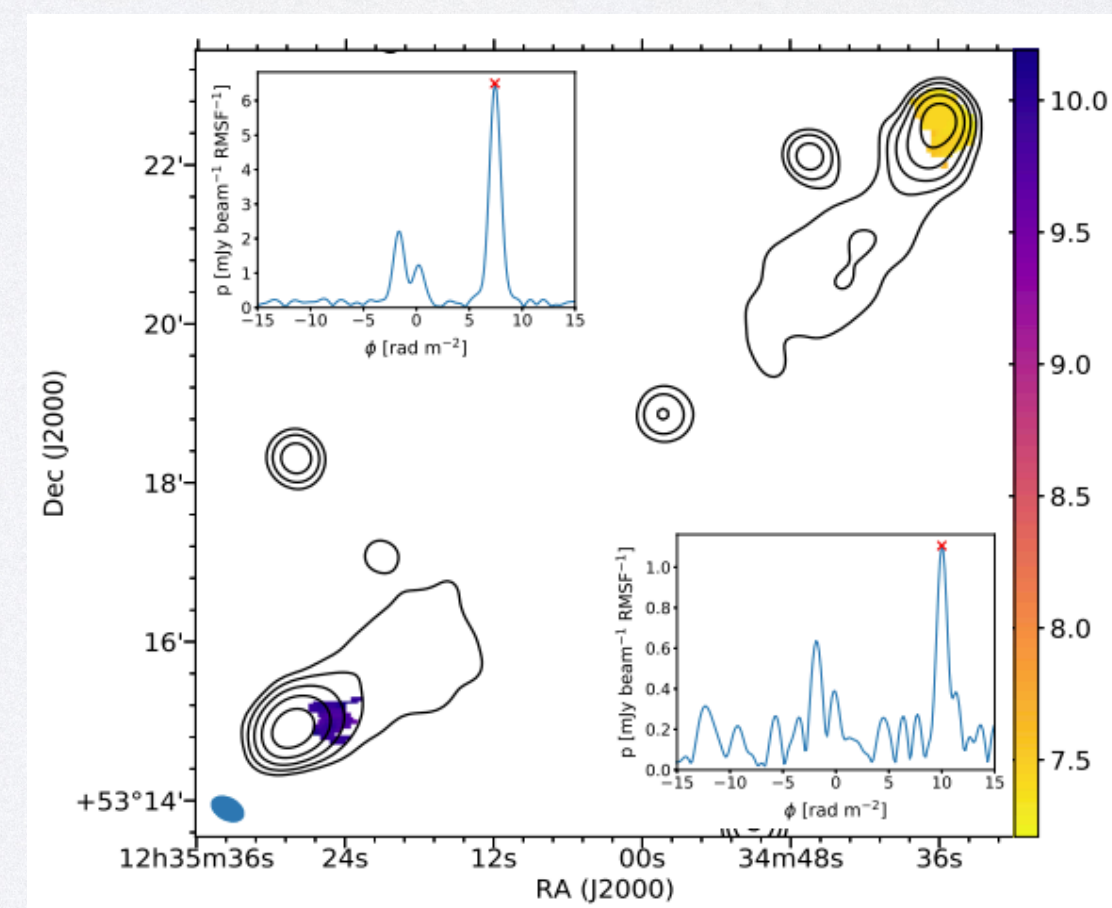 p [mJy beam⁻¹ RMSF⁻¹]
6
5
4
3
2
1
0
−15 −10 −5 0 5 10 15
ϕ [rad m⁻²]
p [mJy beam⁻¹ RMSF⁻¹]
1.0
0.8
0.6
0.4
0.2
0.0
−15 −10 −5 0 5 10 15
ϕ [rad m⁻²]
Dec (J2000)
22'
20'
18'
16'
+53°14'
12h35m36s 24s 12s 00s 34m48s 36s
RA (J2000)
10.0
9.5
9.0
8.5
8.0
7.5